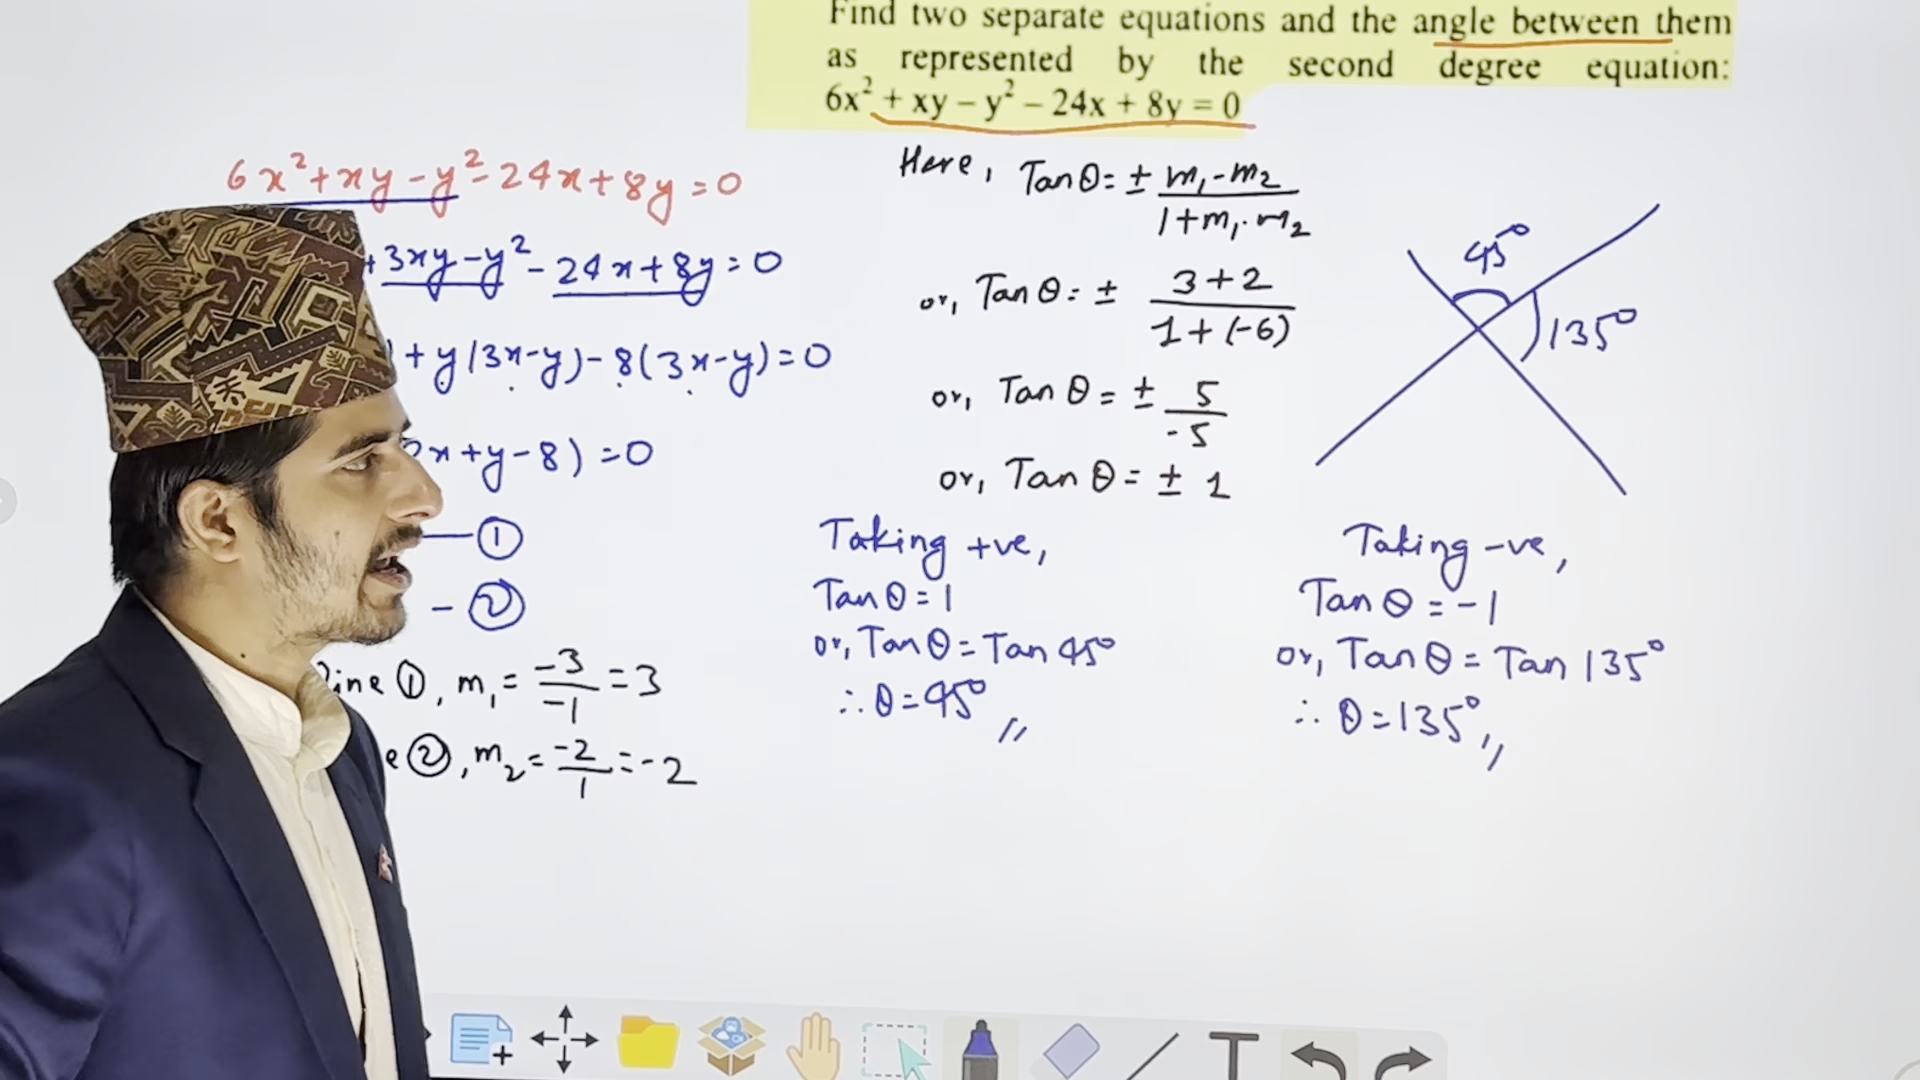 Find two separate equations and the angle between them
as represented by the second degree equation:
6x² + xy – y² – 24x + 8y = 0
6x²+xy-y²-24x+8y=0
+3xy-y²-24x+8y=0
+y(3x-y)-8(3x-y)=0
2x+y-8)=0
—①
-②
line ①, m₁ = -3/-1 = 3
e ②, m₂ = -2/1 = -2
Here, Tanθ = ± m₁-m₂/1+m₁.m₂
or, Tanθ = ± 3+2/1+(-6)
or, Tanθ = ± 5/-5
or, Tanθ = ± 1
Taking +ve,
Tanθ = 1
or, Tanθ = Tan 45°
∴ θ = 45°,,
45°
135°
Taking -ve,
Tanθ = -1
or, Tanθ = Tan 135°
∴ θ = 135°,,
T